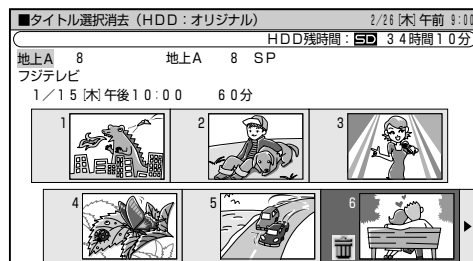 ■タイトル選択消去（HDD：オリジナル） 2/26[木]午前 9:00
HDD残時間：SD 34時間10分
地上A 8 地上A 8 SP
フジテレビ
1/15[木]午後10:00 60分
1 2 3
4 5 6